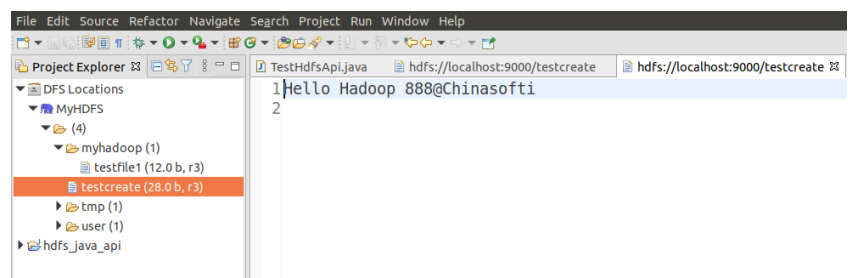 File Edit Source Refactor Navigate Search Project Run Window Help
Project Explorer
TestHdfsApi.java
hdfs://localhost:9000/testcreate
hdfs://localhost:9000/testcreate
DFS Locations
MyHDFS
(4)
myhadoop (1)
testfile1 (12.0 b, r3)
testcreate (28.0 b, r3)
tmp (1)
user (1)
hdfs_java_api
1 Hello Hadoop 888@Chinasofti
2